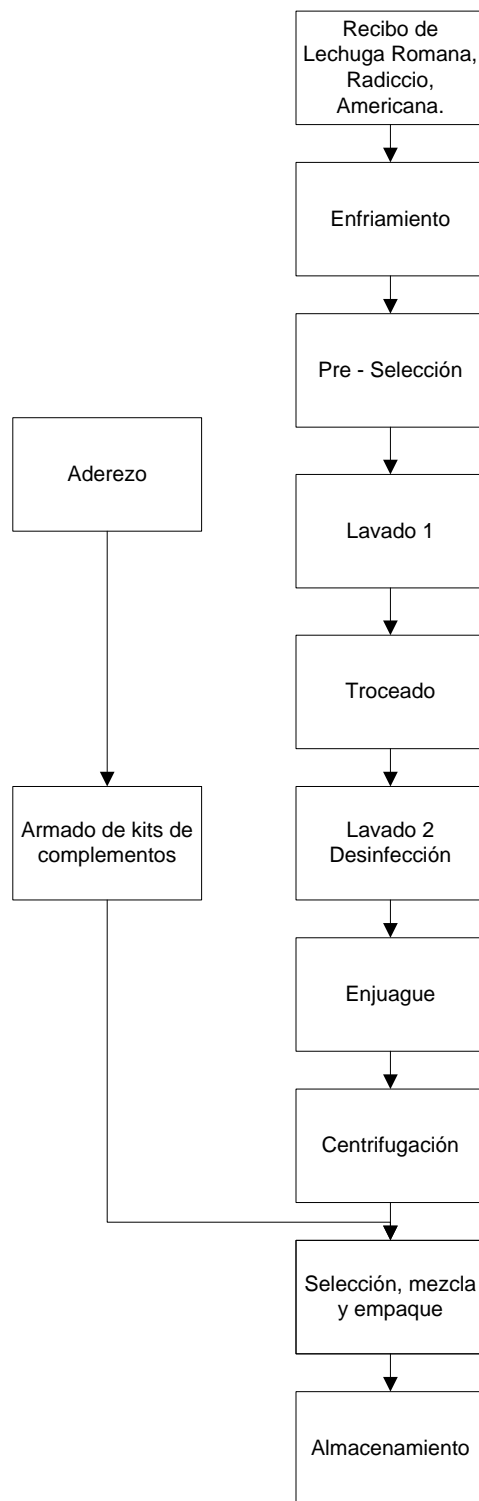 Recibo de
Lechuga Romana,
Radiccio,
Americana.
Enfriamiento
Pre - Selección
Aderezo
Lavado 1
Troceado
Armado de kits de
complementos
Lavado 2
Desinfección
Enjuague
Centrifugación
Selección, mezcla
y empaque
Almacenamiento